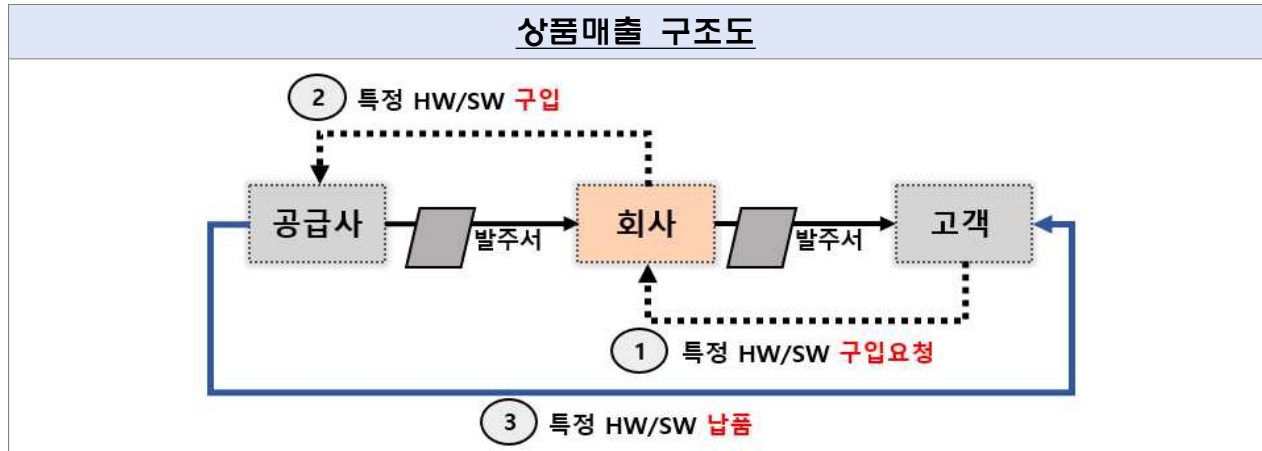 상품매출 구조도
2 특정 HW/SW 구입
공급사 발주서 회사 발주서 고객
1 특정 HW/SW 구입요청
3 특정 HW/SW 납품